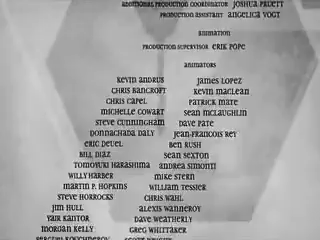 ADDITIONAL PRODUCTION COORDINATOR JOSHUA PRUETT
PRODUCTION ASSISTANT ANGELICA VOGT
ANIMATION
PRODUCTION SUPERVISOR ERIK POPE
ANIMATORS
KEVIN ANDRUS JAMES LOPEZ
CHRIS BANCROFT KEVIN MACLEAN
CHRIS CAPEL PATRICK MATE
MICHELLE COWART SEAN MCLAUGHLIN
STEVE CUNNINGHAM DAVE PATE
DONNACHADA DALY JEAN-FRANCOIS REY
ERIC DEUEL BEN RUSH
BILL DIAZ SEAN SEXTON
TOMOYUKI HARASHIMA ANDREA SIMONTI
WILLY HARBER MIKE STERN
MARTIN P. HOPKINS WILLIAM TESSIER
STEVE HORROCKS CHRIS WAHL
JIM HULL ALEXIS WANNEROY
YAIR KANTOR DAVE WEATHERLY
MORGAN KELLY GREG WHITTAKER